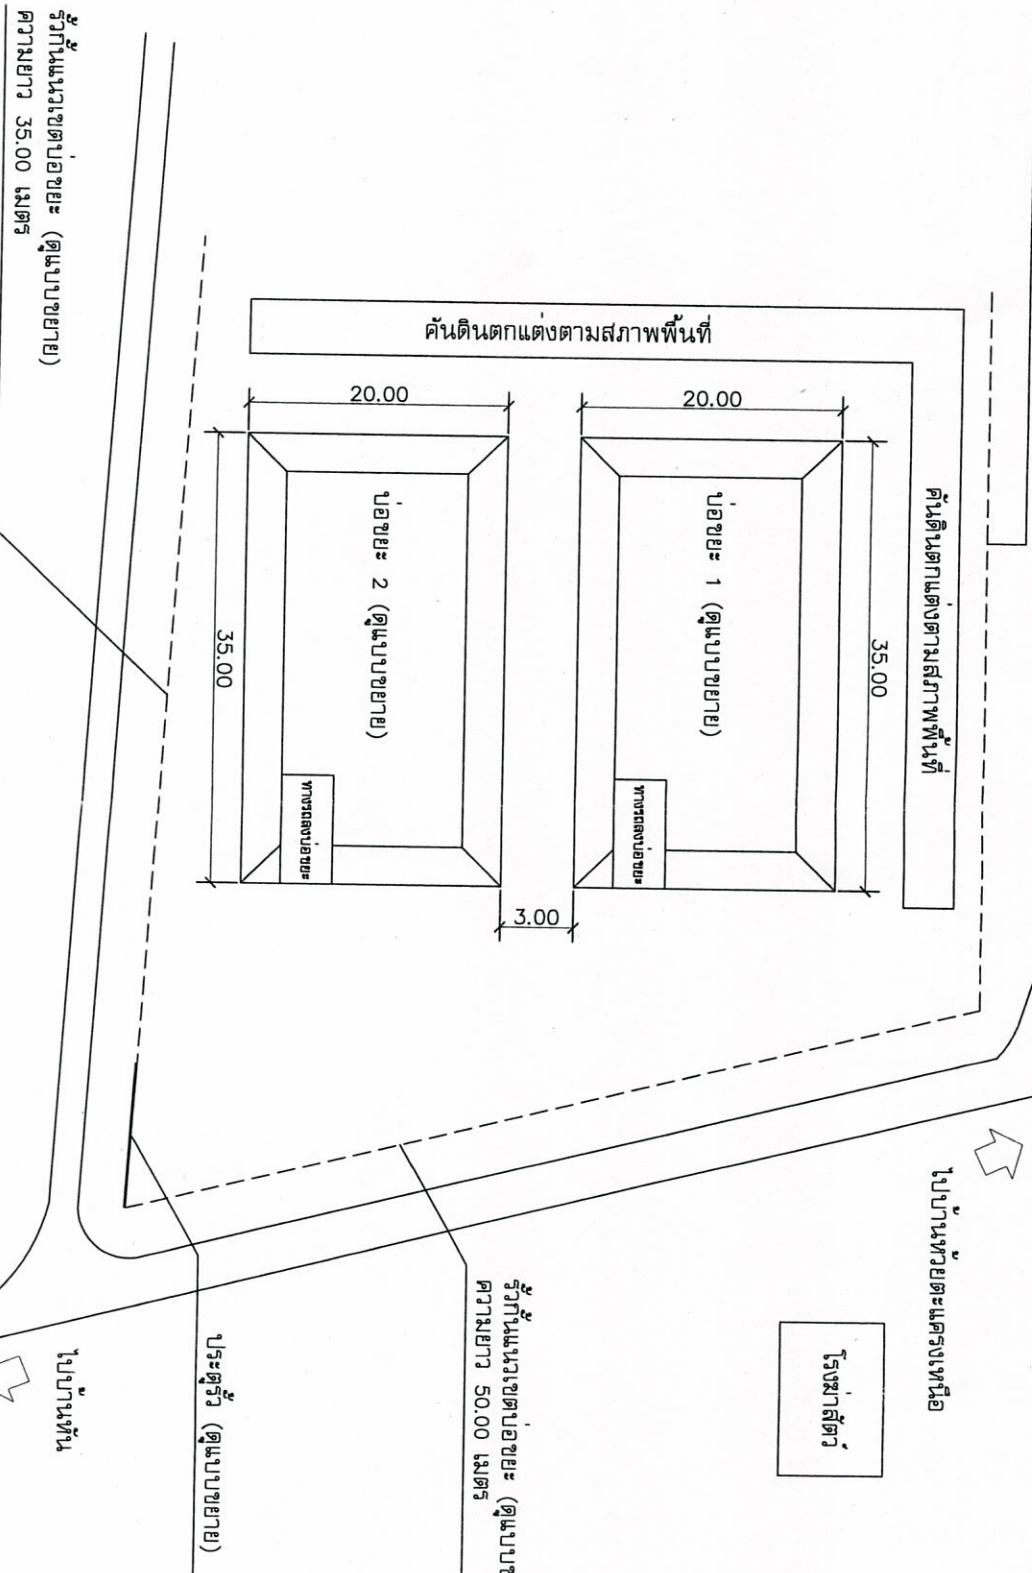 รั้วกั้นแนวเขตบ่อขยะ (ดูแบบขยาย)
ความยาว 35.00 เมตร
คันดินตกแต่งตามสภาพพื้นที่
คันดินตกแต่งตามสภาพพื้นที่
20.00
20.00
35.00
35.00
บ่อขยะ 1 (ดูแบบขยาย)
บ่อขยะ 2 (ดูแบบขยาย)
ทางรถลงบ่อขยะ
ทางรถลงบ่อขยะ
3.00
ไปบ้านห้วยตะแคงเหนือ
โรงฆ่าสัตว์
รั้วกั้นแนวเขตบ่อขยะ (ดูแบบข
ความยาว 50.00 เมตร
ประตูรั้ว (ดูแบบขยาย)
ไปบ้านหัน